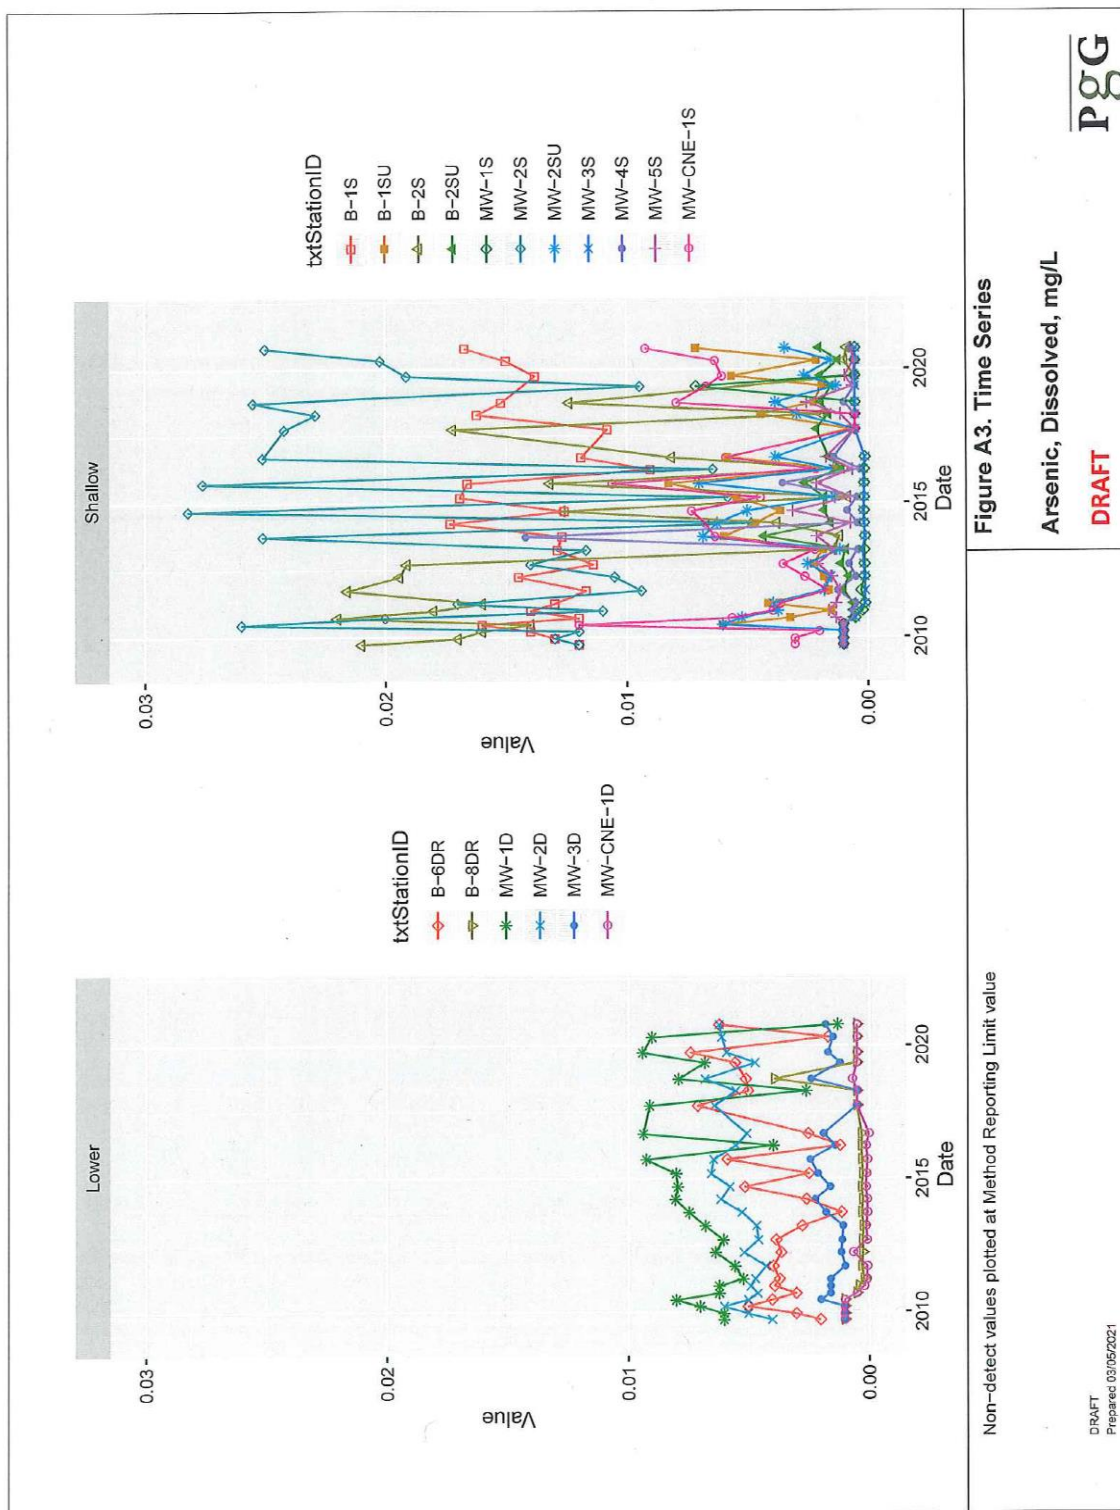 Lower
0.03
0.02
0.01
0.00
Value
2010
2015
2020
Date
txtStationID
B-6DR
B-8DR
MW-1D
MW-2D
MW-3D
MW-CNE-1D
Shallow
0.03
0.02
0.01
0.00
Value
2010
2015
2020
Date
txtStationID
B-1S
B-1SU
B-2S
B-2SU
MW-1S
MW-2S
MW-2SU
MW-3S
MW-4S
MW-5S
MW-CNE-1S
Non-detect values plotted at Method Reporting Limit value
DRAFT
Prepared 03/05/2021
Figure A3. Time Series
Arsenic, Dissolved, mg/L
DRAFT
PgG